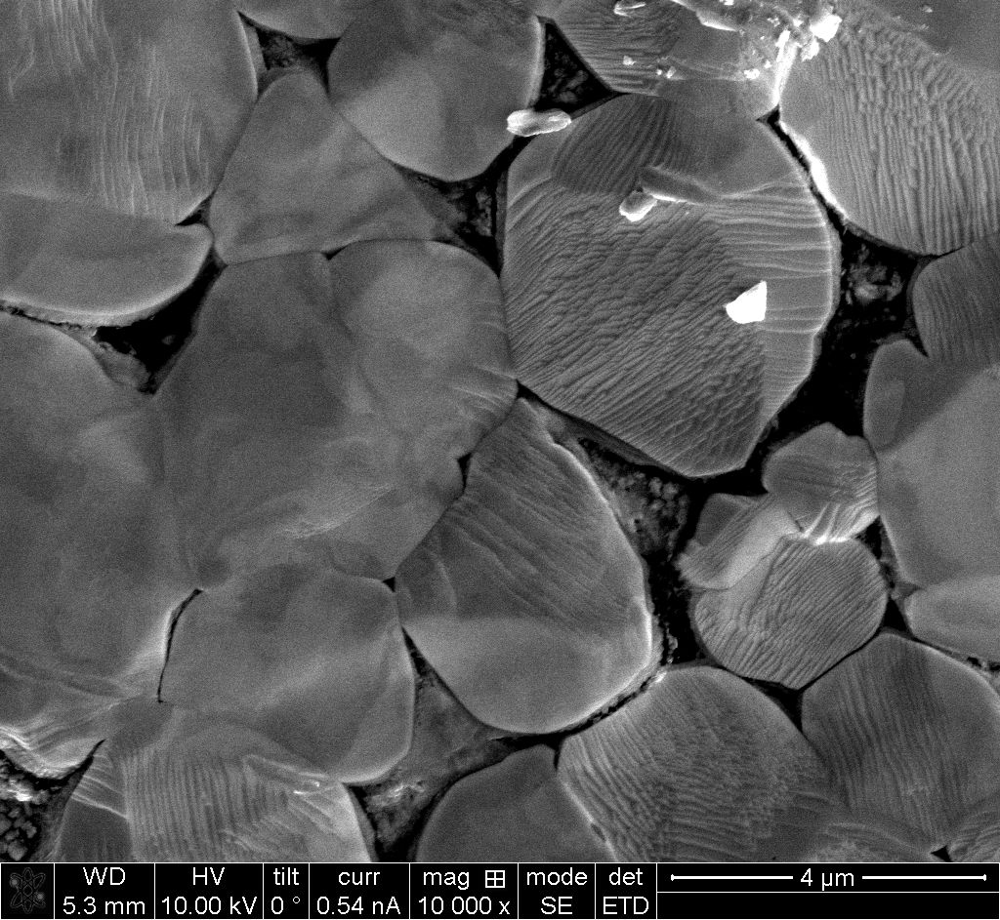 WD HV tilt curr mag mode det
5.3 mm 10.00 kV 0 ° 0.54 nA 10 000 x SE ETD
4 µm